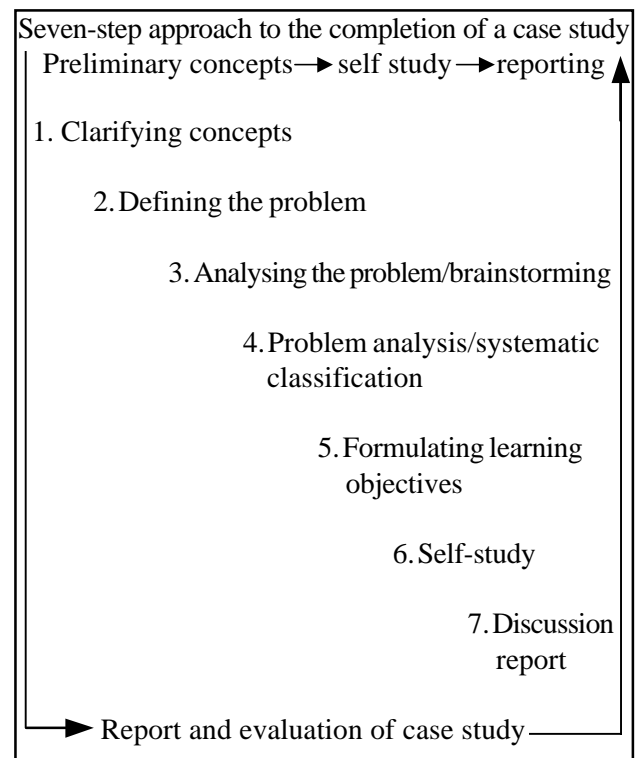 Seven-step approach to the completion of a case study
Preliminary concepts → self study → reporting
1. Clarifying concepts
2. Defining the problem
3. Analysing the problem/brainstorming
4. Problem analysis/systematic
classification
5. Formulating learning
objectives
6. Self-study
7. Discussion
report
Report and evaluation of case study